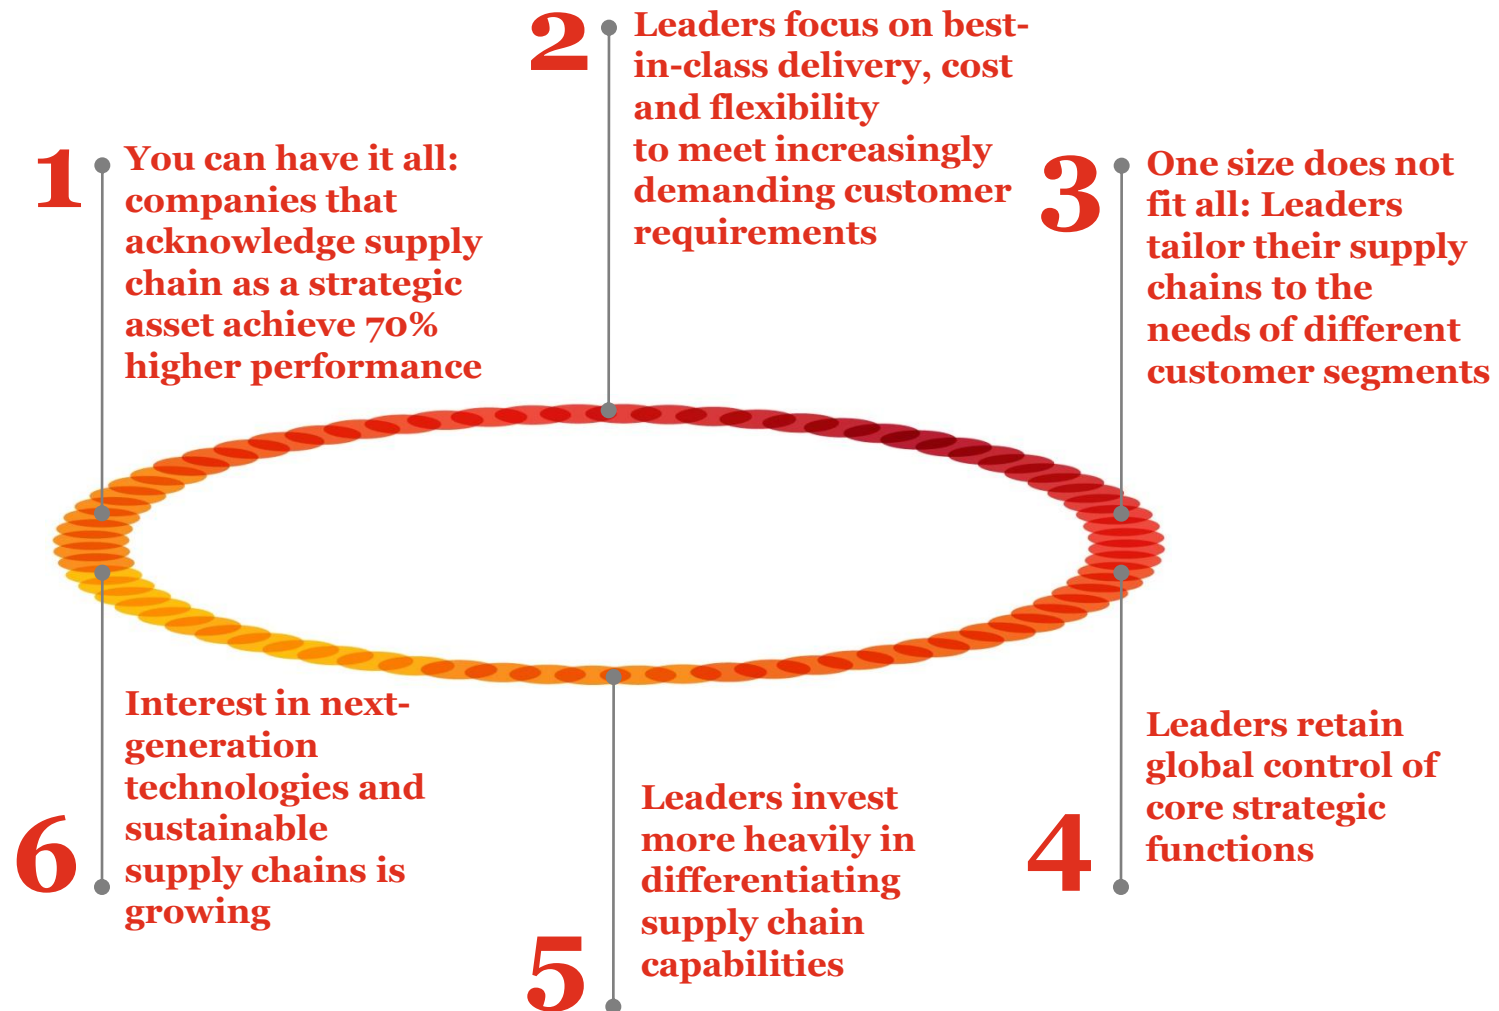 1
You can have it all:
companies that
acknowledge supply
chain as a strategic
asset achieve 70%
higher performance
2
Leaders focus on best-
in-class delivery, cost
and flexibility
to meet increasingly
demanding customer
requirements
3
One size does not
fit all: Leaders
tailor their supply
chains to the
needs of different
customer segments
4
Leaders retain
global control of
core strategic
functions
5
Leaders invest
more heavily in
differentiating
supply chain
capabilities
6
Interest in next-
generation
technologies and
sustainable
supply chains is
growing